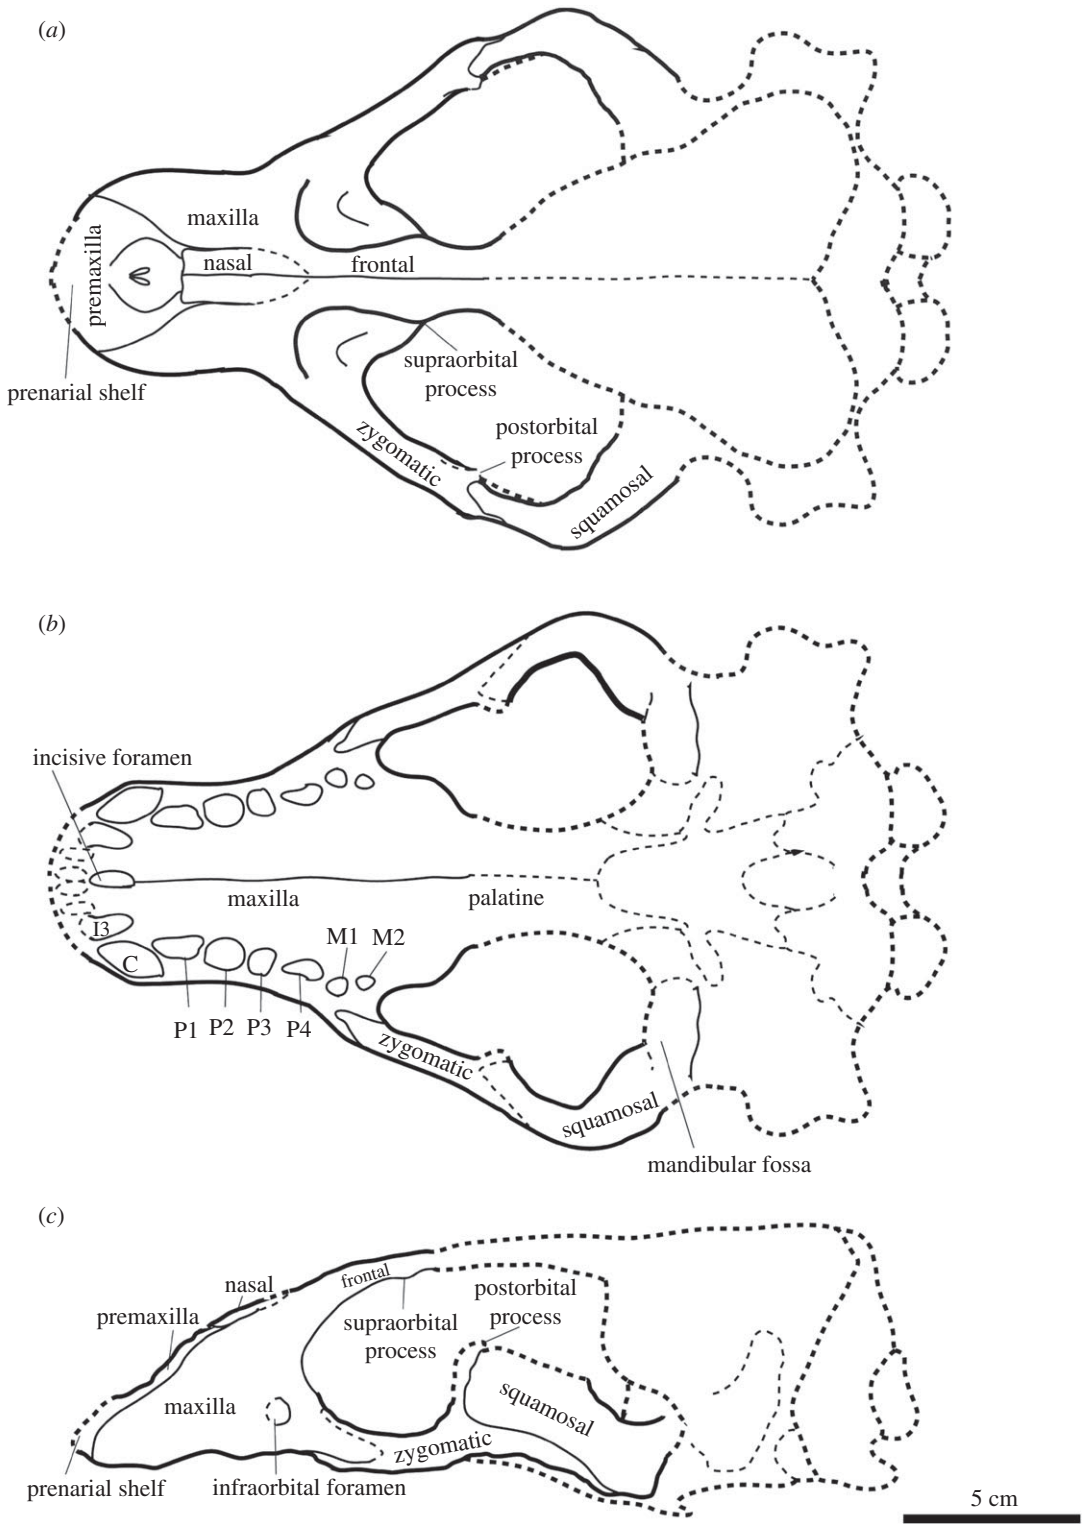 (a)
maxilla
premaxilla
nasal
frontal
prenarial shelf
supraorbital
process
zygomatic
postorbital
process
squamosal
(b)
incisive foramen
maxilla
palatine
I3
C
M1
M2
P1
P2
P3
P4
zygomatic
squamosal
mandibular fossa
(c)
nasal
frontal
premaxilla
supraorbital
process
postorbital
process
maxilla
squamosal
zygomatic
prenarial shelf
infraorbital foramen
5 cm